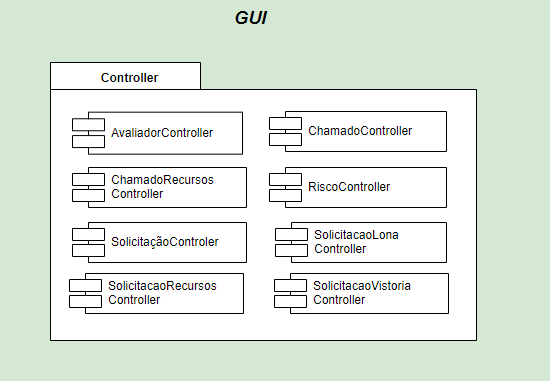 GUI
Controller
AvaliadorController
ChamadoController
ChamadoRecursos
Controller
RiscoController
SolicitaçãoControler
SolicitacaoLona
Controller
SolicitacaoRecursos
Controller
SolicitacaoVistoria
Controller